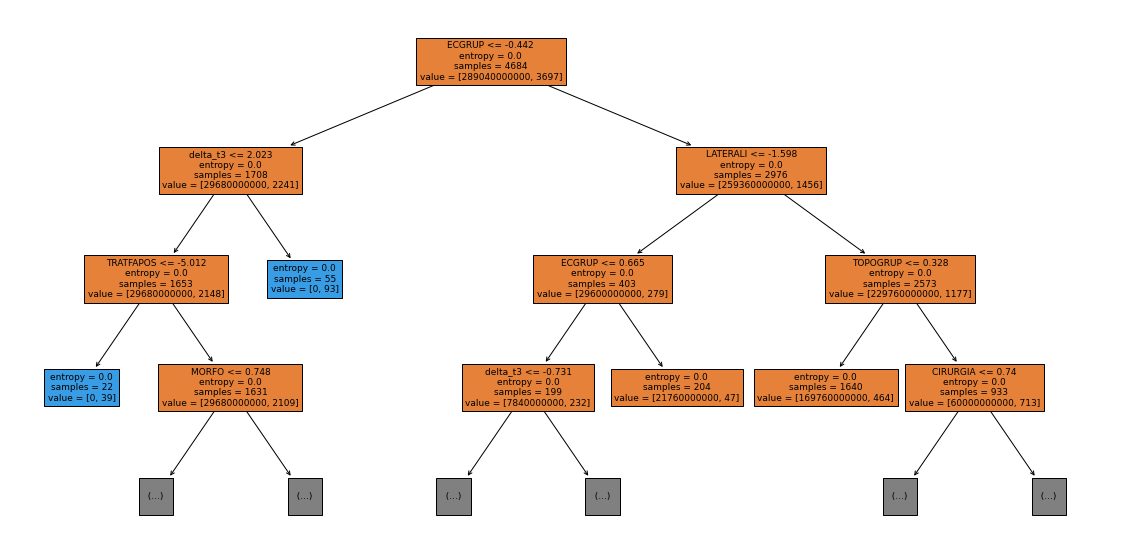 ECGRUP <= -0.442
entropy = 0.0
samples = 4684
value = [289040000000, 3697]
delta_t3 <= 2.023
entropy = 0.0
samples = 1708
value = [29680000000, 2241]
LATERALI <= -1.598
entropy = 0.0
samples = 2976
value = [259360000000, 1456]
TRATFAPOS <= -5.012
entropy = 0.0
samples = 1653
value = [29680000000, 2148]
entropy = 0.0
samples = 55
value = [0, 93]
ECGRUP <= 0.665
entropy = 0.0
samples = 403
value = [29600000000, 279]
TOPOGRUP <= 0.328
entropy = 0.0
samples = 2573
value = [229760000000, 1177]
entropy = 0.0
samples = 22
value = [0, 39]
MORFO <= 0.748
entropy = 0.0
samples = 1631
value = [29680000000, 2109]
delta_t3 <= -0.731
entropy = 0.0
samples = 199
value = [7840000000, 232]
entropy = 0.0
samples = 204
value = [21760000000, 47]
entropy = 0.0
samples = 1640
value = [169760000000, 464]
CIRURGIA <= 0.74
entropy = 0.0
samples = 933
value = [60000000000, 713]
(...)
(...)
(...)
(...)
(...)
(...)